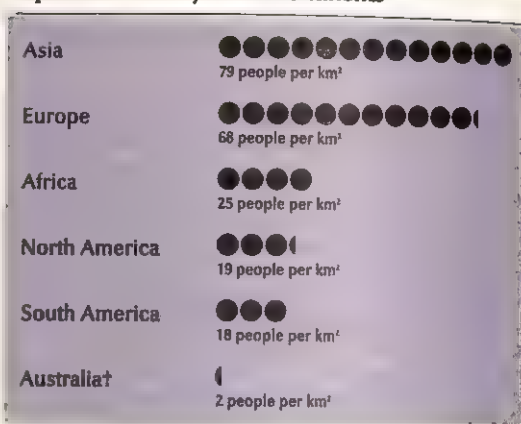 Asia
79 people per km²
Europe
68 people per km²
Africa
25 people per km²
North America
19 people per km²
South America
18 people per km²
Australia†
2 people per km²